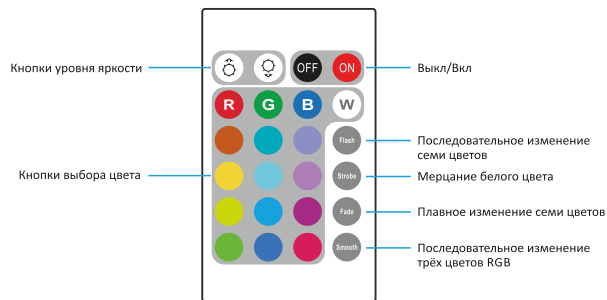 Кнопки уровня яркости
OFF
ON
Выкл/Вкл
R
G
B
W
Flash
Последовательное изменение
семи цветов
Кнопки выбора цвета
Strobe
Мерцание белого цвета
Fade
Плавное изменение семи цветов
Smooth
Последовательное изменение
трёх цветов RGB